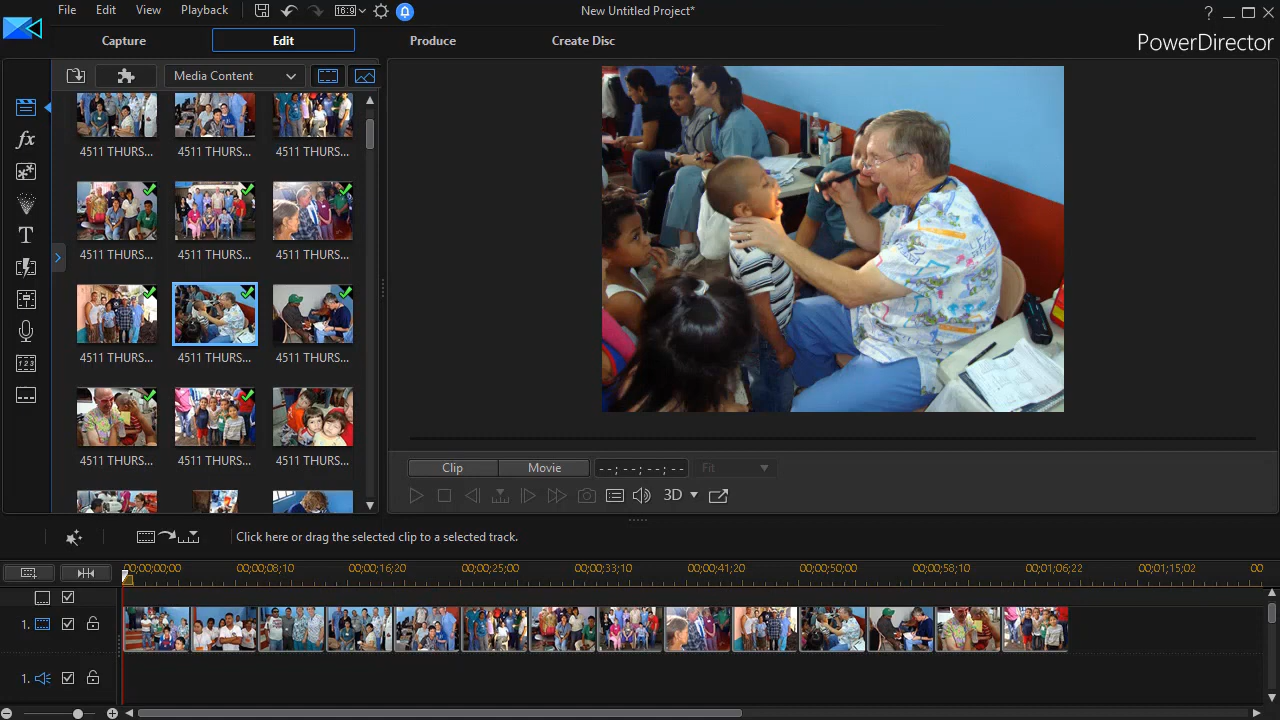 File Edit View Playback 16:9 New Untitled Project* ?
Capture Edit Produce Create Disc
PowerDirector
Media Content
4511 THURS... 4511 THURS... 4511 THURS...
4511 THURS... 4511 THURS... 4511 THURS...
4511 THURS... 4511 THURS... 4511 THURS...
4511 THURS... 4511 THURS... 4511 THURS...
fx
T
1 2 3
Clip Movie --;--;--;-- Fit
3D
Click here or drag the selected clip to a selected track.
00;00;00;00 00;00;08;10 00;00;16;20 00;00;25;00 00;00;33;10 00;00;41;20 00;00;50;00 00;00;58;10 00;01;06;22 00;01;15;02 00
1.
1.